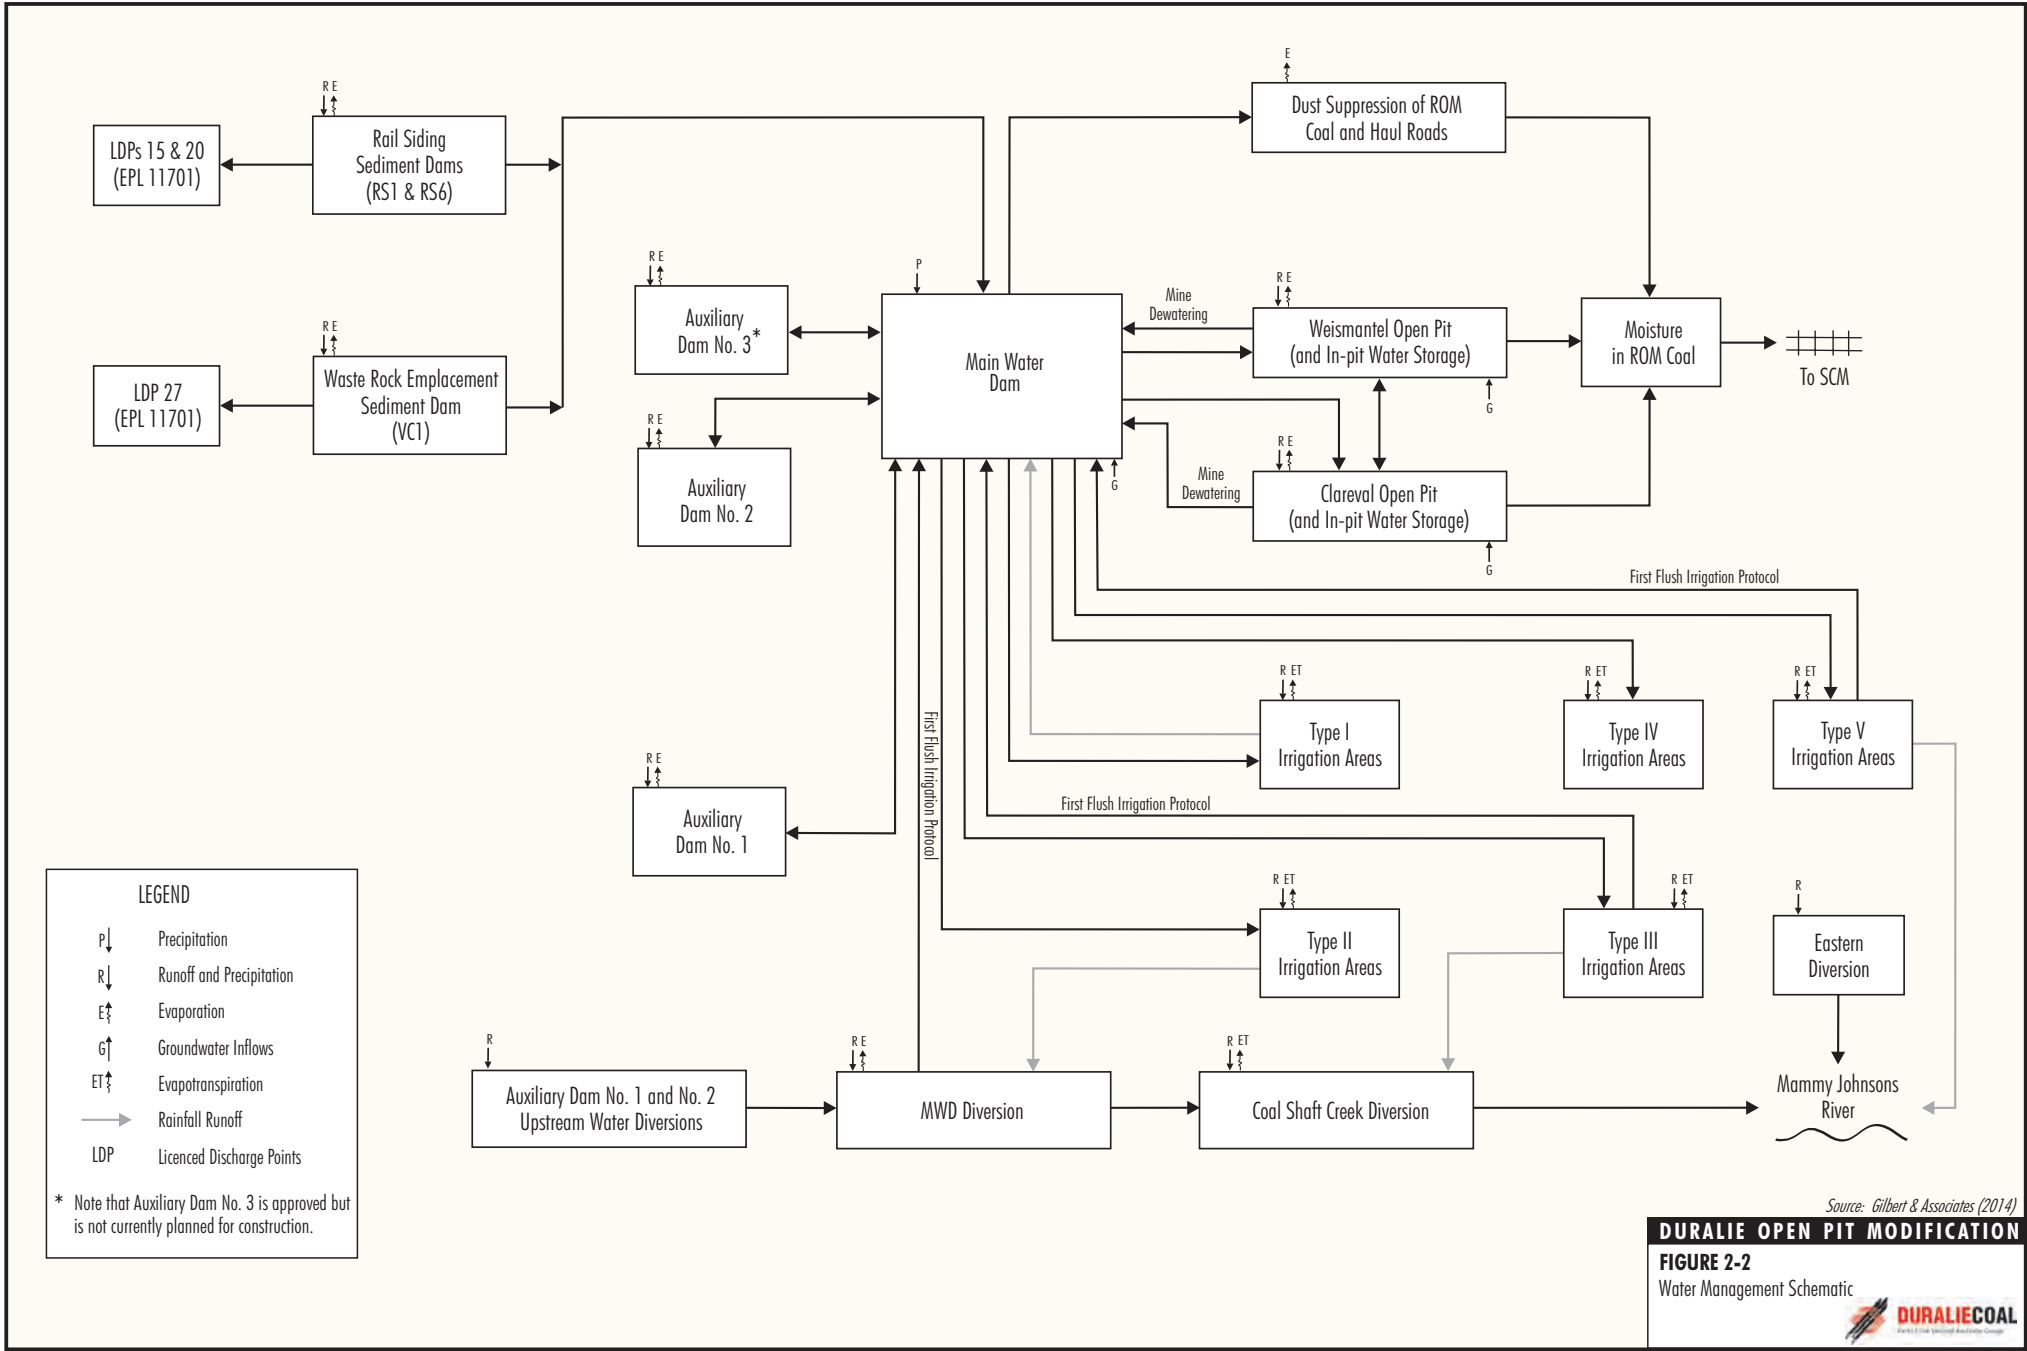 E
R E
Dust Suppression of ROM
Coal and Haul Roads
LDPs 15 & 20
(EPL 11701)
Rail Siding
Sediment Dams
(RS1 & RS6)
R E
Auxiliary
Dam No. 3*
P
Mine
Dewatering
R E
Weismantel Open Pit
(and In-pit Water Storage)
G
Moisture
in ROM Coal
To SCM
Main Water
Dam
G
R E
Waste Rock Emplacement
Sediment Dam
(VC1)
LDP 27
(EPL 11701)
R E
Auxiliary
Dam No. 2
Mine
Dewatering
R E
Clareval Open Pit
(and In-pit Water Storage)
G
First Flush Irrigation Protocol
R ET
Type I
Irrigation Areas
R ET
Type IV
Irrigation Areas
R ET
Type V
Irrigation Areas
First Flush Irrigation Protocol
R E
Auxiliary
Dam No. 1
First Flush Irrigation Protocol
R ET
Type II
Irrigation Areas
R ET
Type III
Irrigation Areas
R
Eastern
Diversion
R
Auxiliary Dam No. 1 and No. 2
Upstream Water Diversions
R E
MWD Diversion
R ET
Coal Shaft Creek Diversion
Mammy Johnsons
River
LEGEND
P Precipitation
R Runoff and Precipitation
E Evaporation
G Groundwater Inflows
ET Evapotranspiration
Rainfall Runoff
LDP Licenced Discharge Points
* Note that Auxiliary Dam No. 3 is approved but
is not currently planned for construction.
Source: Gilbert & Associates (2014)
DURALIE OPEN PIT MODIFICATION
FIGURE 2-2
Water Management Schematic
DURALIECOAL